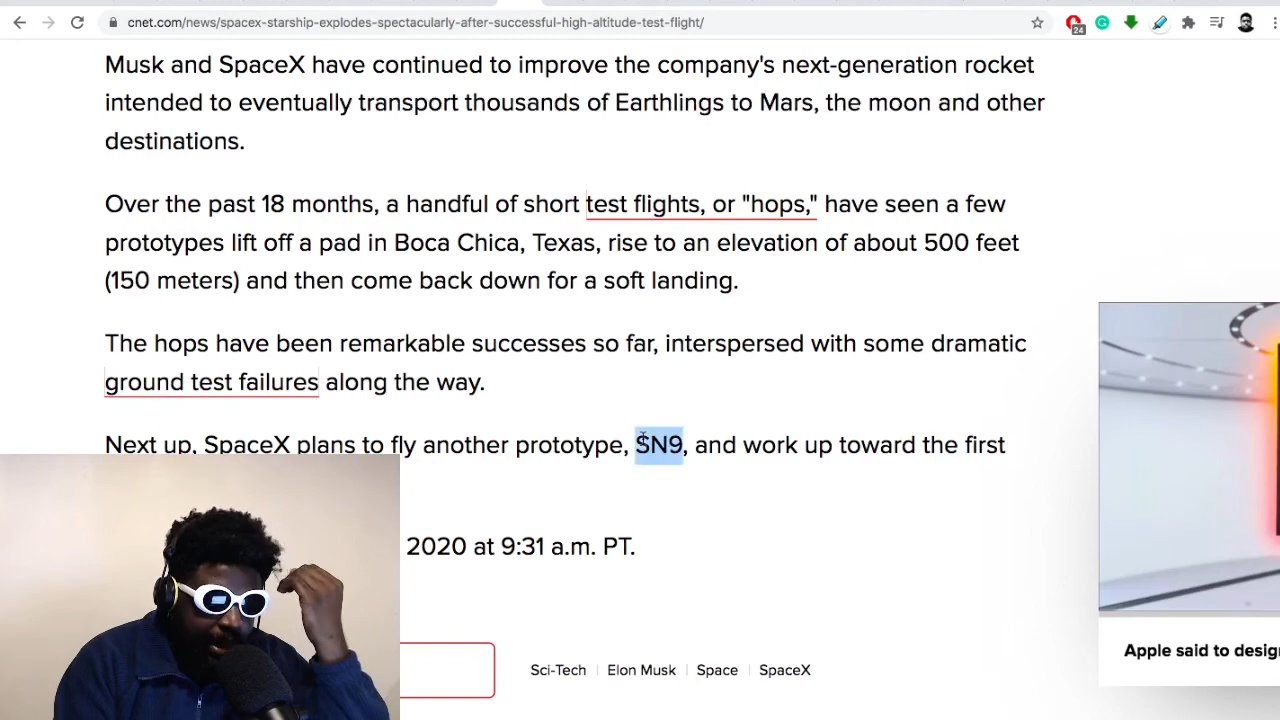 cnet.com/news/spacex-starship-explodes-spectacularly-after-successful-high-altitude-test-flight/
24
Musk and SpaceX have continued to improve the company's next-generation rocket
intended to eventually transport thousands of Earthlings to Mars, the moon and other
destinations.
Over the past 18 months, a handful of short test flights, or "hops," have seen a few
prototypes lift off a pad in Boca Chica, Texas, rise to an elevation of about 500 feet
(150 meters) and then come back down for a soft landing.
The hops have been remarkable successes so far, interspersed with some dramatic
ground test failures along the way.
Next up, SpaceX plans to fly another prototype, SN9, and work up toward the first
2020 at 9:31 a.m. PT.
Apple said to desig
Sci-Tech Elon Musk Space SpaceX